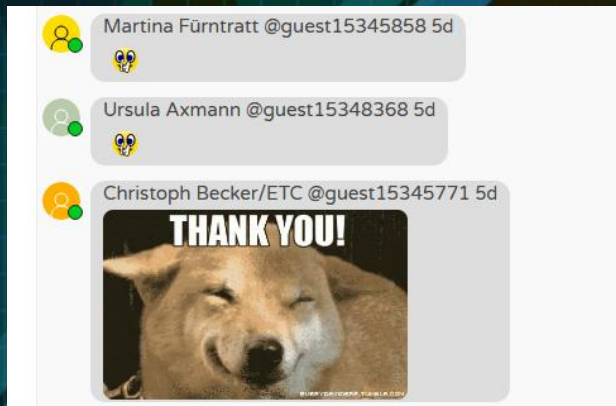 Martina Fürntratt @guest15345858 5d
Ursula Axmann @guest15348368 5d
Christoph Becker/ETC @guest15345771 5d
THANK YOU!